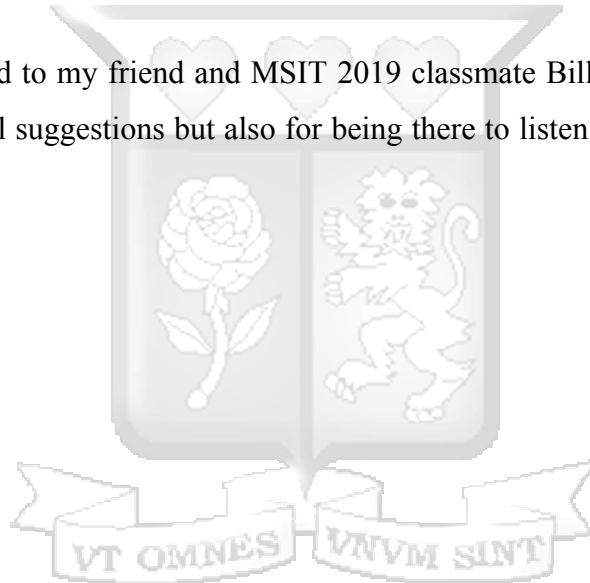 d to my friend and MSIT 2019 classmate Bill
l suggestions but also for being there to listen
VT OMNES VNVM SINT